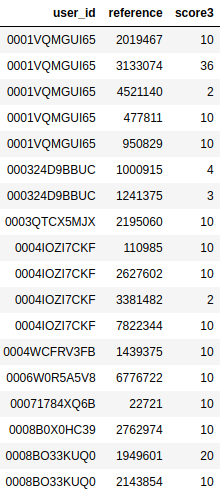 user_id reference score3
0001VQMGUI65 2019467 10
0001VQMGUI65 3133074 36
0001VQMGUI65 4521140 2
0001VQMGUI65 477811 10
0001VQMGUI65 950829 10
000324D9BBUC 1000915 4
000324D9BBUC 1241375 3
0003QTCX5MJX 2195060 10
0004IOZI7CKF 110985 10
0004IOZI7CKF 2627602 10
0004IOZI7CKF 3381482 2
0004IOZI7CKF 7822344 10
0004WCFRV3FB 1439375 10
0006W0R5A5V8 6776722 10
00071784XQ6B 22721 10
0008B0X0HC39 2762974 10
0008BO33KUQ0 1949601 20
0008BO33KUQ0 2143854 10